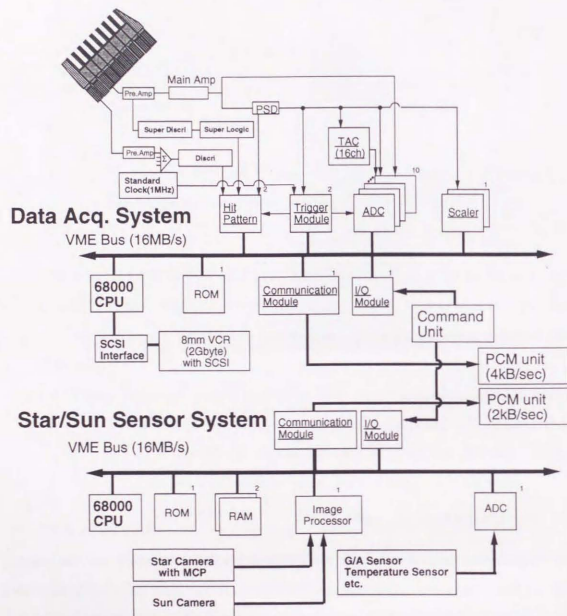 Main Amp
Pre.Amp
PSD
Super Discri
Super Locgic
TAC
(16ch)
Pre.Amp
Σ
Discri
10
Standard
Clock(1MHz)
2
2
1
Hit
Pattern
Trigger
Module
ADC
Scaler
Data Acq. System
VME Bus (16MB/s)
1
1
1
68000
CPU
ROM
Communication
Module
I/O
Module
Command
Unit
SCSI
Interface
8mm VCR
(2Gbyte)
with SCSI
PCM unit
(4kB/sec)
PCM unit
(2kB/sec)
Star/Sun Sensor System
VME Bus (16MB/s)
Communication
Module
I/O
Module
1
2
1
1
68000
CPU
ROM
RAM
Image
Processor
ADC
Star Camera
with MCP
G/A Sensor
Temperature Sensor
etc.
Sun Camera